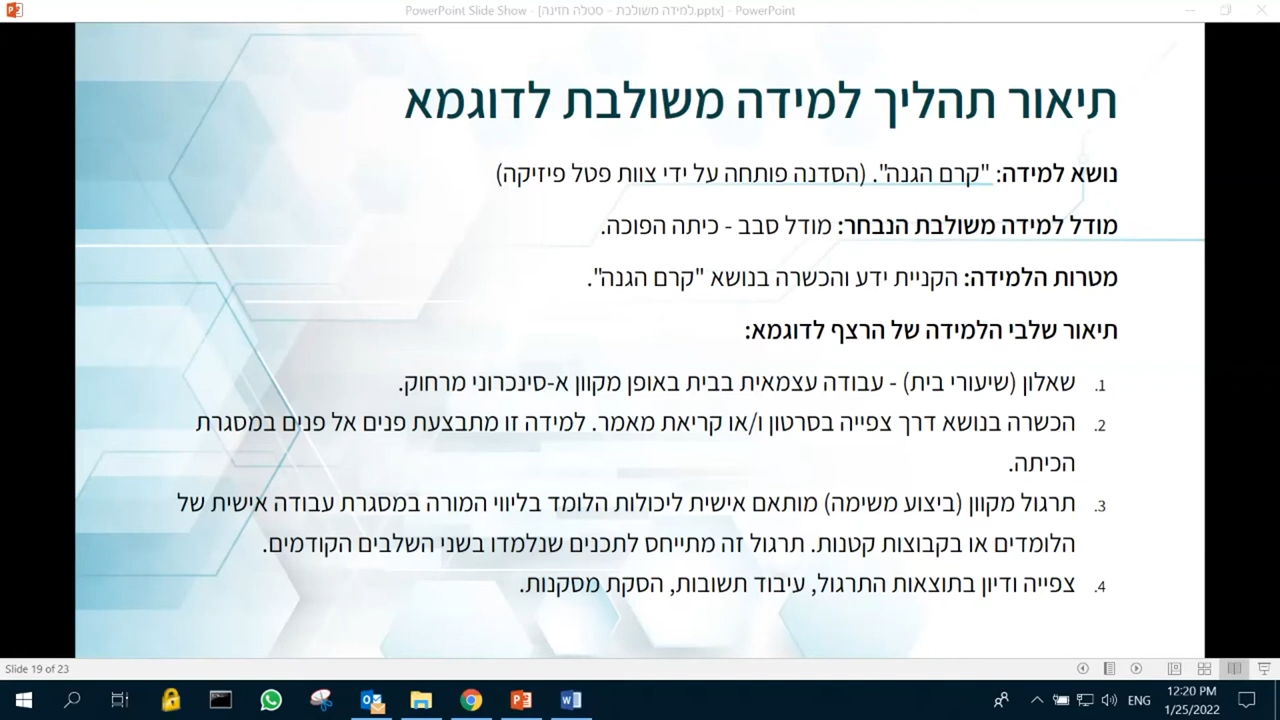 PowerPoint Slide Show - [למידה משולבת – סטלה חזינה.pptx] - PowerPoint
תיאור תהליך למידה משולבת לדוגמא
נושא למידה: "קרם הגנה". (הסדנה פותחה על ידי צוות פטל פיזיקה)
מודל למידה משולבת הנבחר: מודל סבב - כיתה הפוכה.
מטרות הלמידה: הקניית ידע והכשרה בנושא "קרם הגנה".
תיאור שלבי הלמידה של הרצף לדוגמא:
1. שאלון (שיעורי בית) - עבודה עצמאית בבית באופן מקוון א-סינכרוני מרחוק.
2. הכשרה בנושא דרך צפייה בסרטון ו/או קריאת מאמר. למידה זו מתבצעת פנים אל פנים במסגרת
הכיתה.
3. תרגול מקוון (ביצוע משימה) מותאם אישית ליכולות הלומד בליווי המורה במסגרת עבודה אישית של
הלומדים או בקבוצות קטנות. תרגול זה מתייחס לתכנים שנלמדו בשני השלבים הקודמים.
4. צפייה ודיון בתוצאות התרגול, עיבוד תשובות, הסקת מסקנות.
Slide 19 of 23
ENG
12:20 PM
1/25/2022